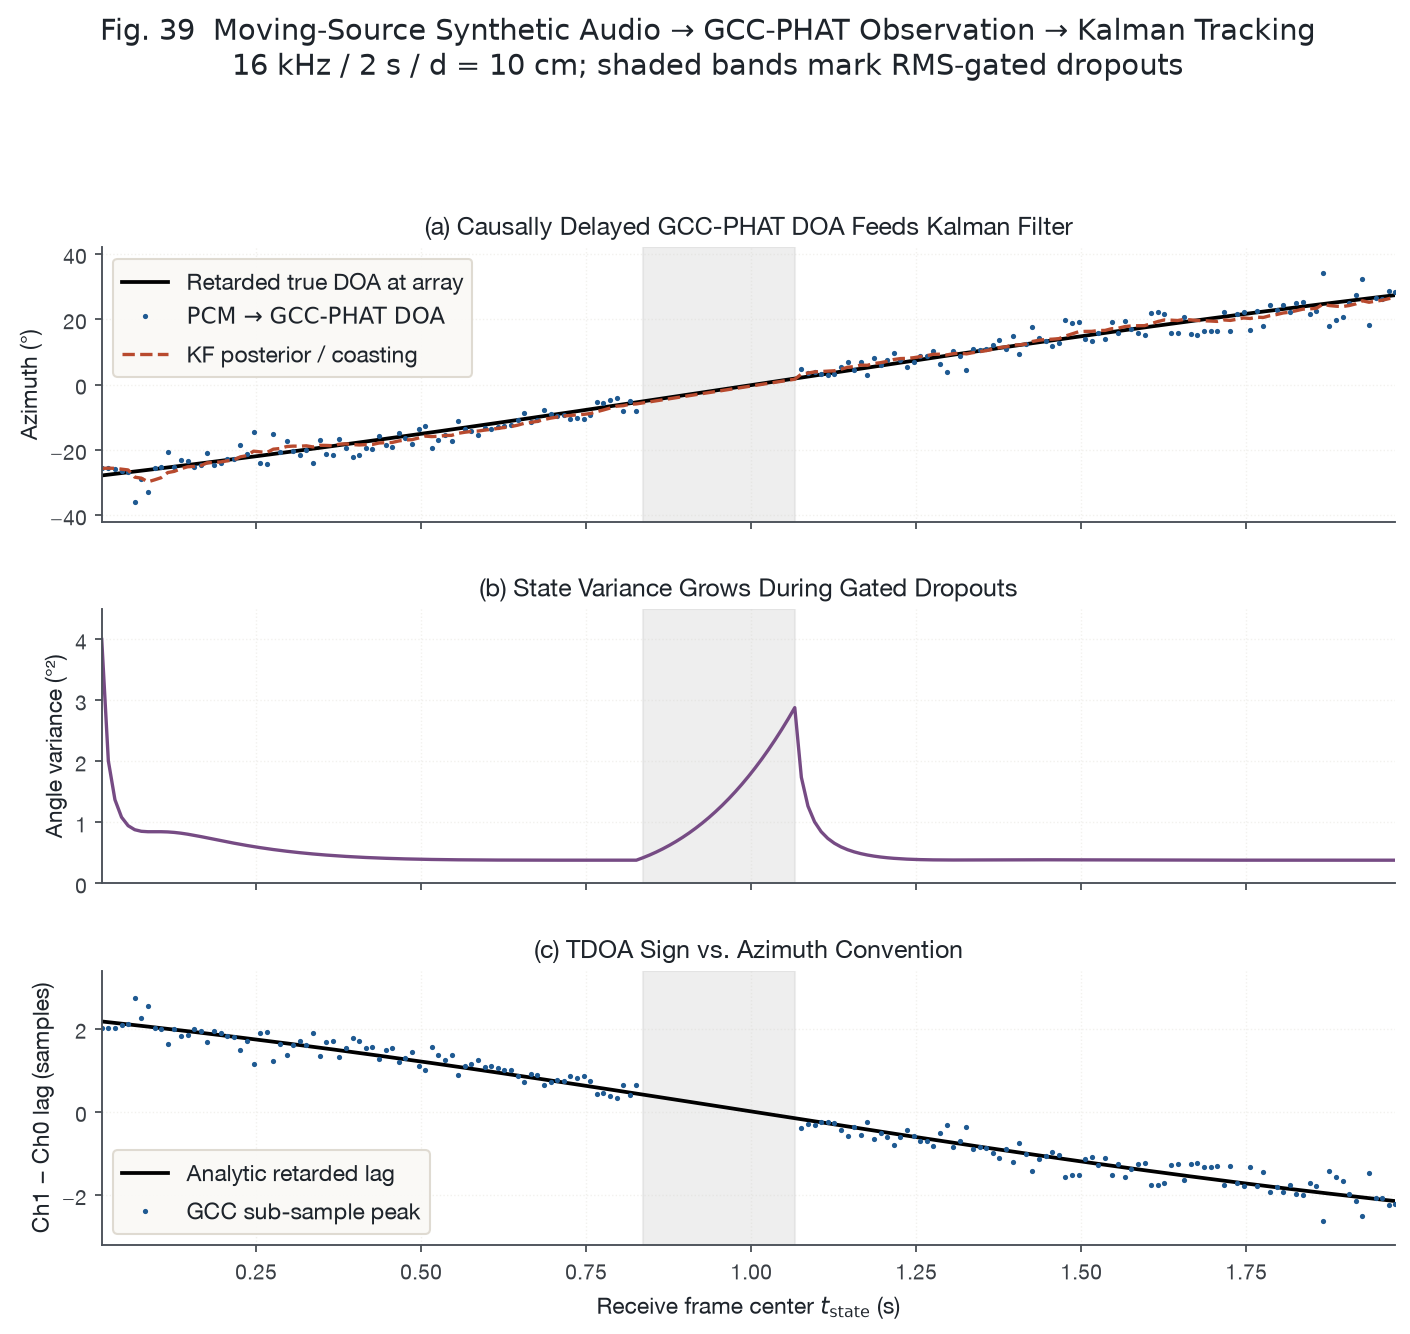 Fig. 39  Moving-Source Synthetic Audio → GCC-PHAT Observation → Kalman Tracking
16 kHz / 2 s / d = 10 cm; shaded bands mark RMS-gated dropouts
(a) Causally Delayed GCC-PHAT DOA Feeds Kalman Filter
Azimuth (°)
40
20
0
−20
−40
Retarded true DOA at array
PCM → GCC-PHAT DOA
KF posterior / coasting
(b) State Variance Grows During Gated Dropouts
Angle variance (°²)
4
3
2
1
0
(c) TDOA Sign vs. Azimuth Convention
Ch1 − Ch0 lag (samples)
2
0
−2
Analytic retarded lag
GCC sub-sample peak
0.25 0.50 0.75 1.00 1.25 1.50 1.75
Receive frame center t_state (s)